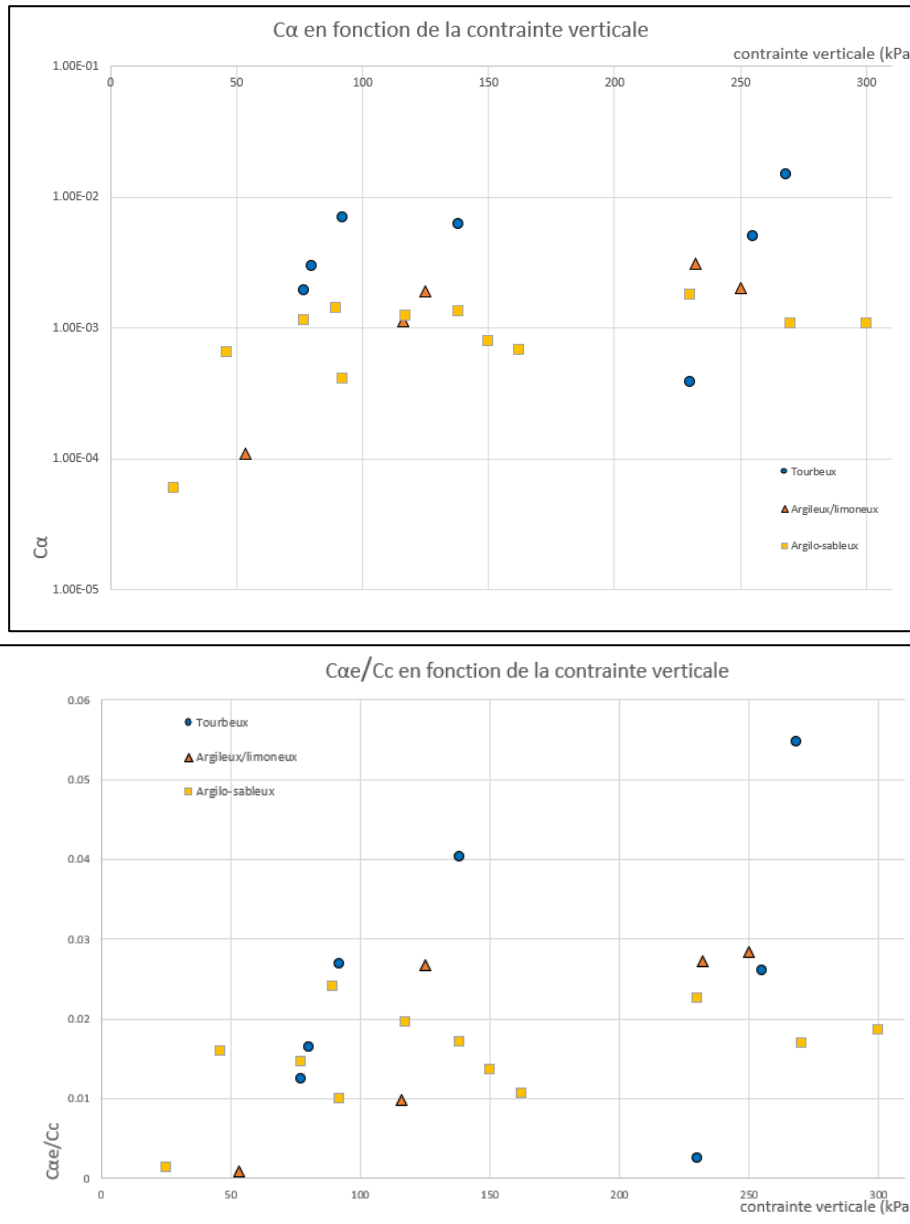 Cα en fonction de la contrainte verticale
contrainte verticale (kPa
1.00E-01
0 50 100 150 200 250 300
1.00E-02
1.00E-03
1.00E-04
1.00E-05
Cα
Tourbeux
Argileux/limoneux
Argilo-sableux
Cαe/Cc en fonction de la contrainte verticale
0.06
0.05
0.04
0.03
0.02
0.01
0
Tourbeux
Argileux/limoneux
Argilo-sableux
Cαe/Cc
0 50 100 150 200 250 300
contrainte verticale (kPa)